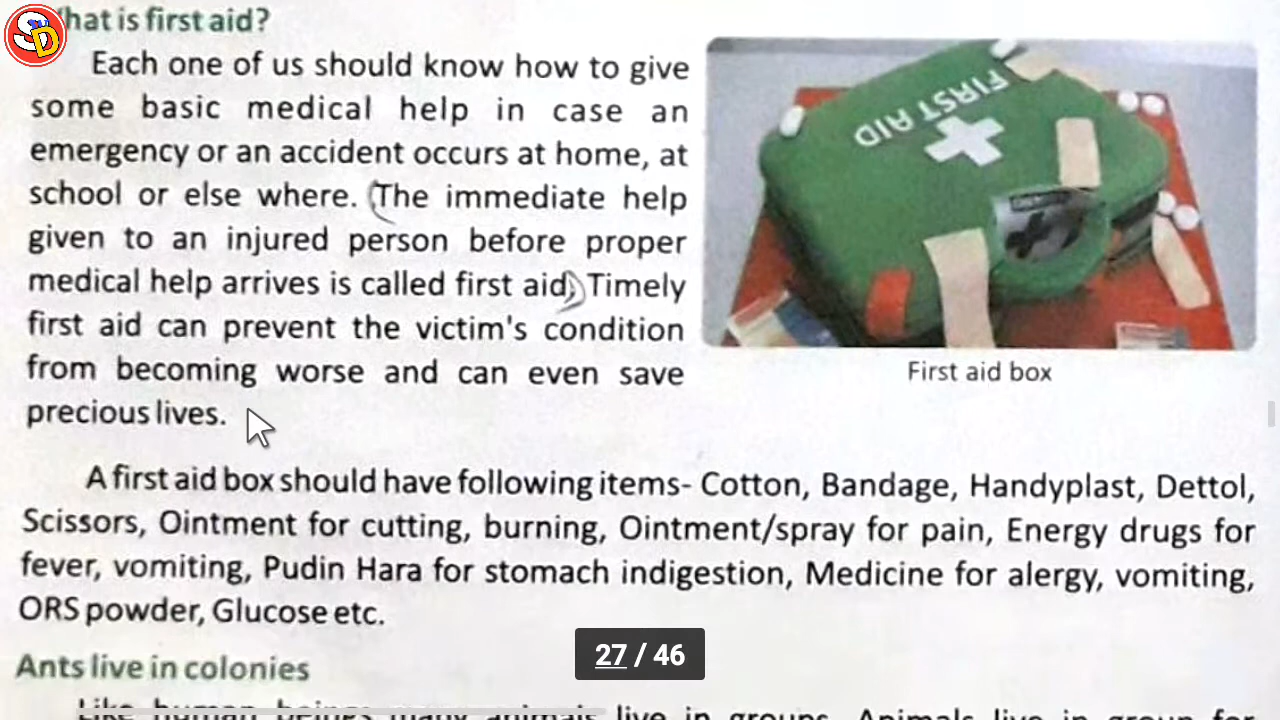 hat is first aid?
Each one of us should know how to give
some basic medical help in case an
emergency or an accident occurs at home, at
school or else where. The immediate help
given to an injured person before proper
medical help arrives is called first aid. Timely
first aid can prevent the victim's condition
from becoming worse and can even save
precious lives.
FIRST AID
First aid box
A first aid box should have following items- Cotton, Bandage, Handyplast, Dettol,
Scissors, Ointment for cutting, burning, Ointment/spray for pain, Energy drugs for
fever, vomiting, Pudin Hara for stomach indigestion, Medicine for alergy, vomiting,
ORS powder, Glucose etc.
27 / 46
Ants live in colonies
Like human beings many animals live in groups. Animals live in group for
SD